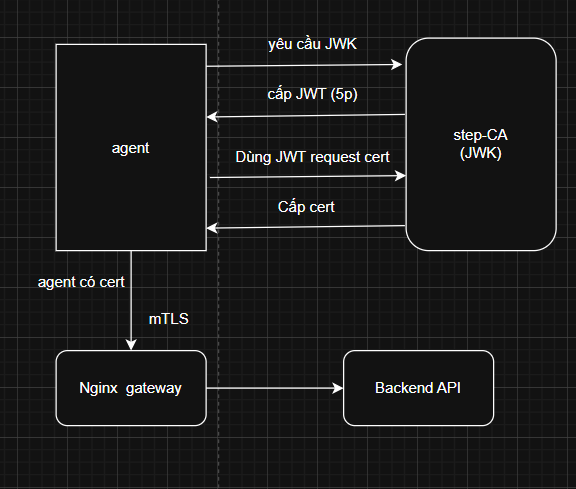 yêu cầu JWK
cấp JWT (5p)
agent
step-CA
(JWK)
Dùng JWT request cert
Cấp cert
agent có cert
mTLS
Nginx gateway
Backend API